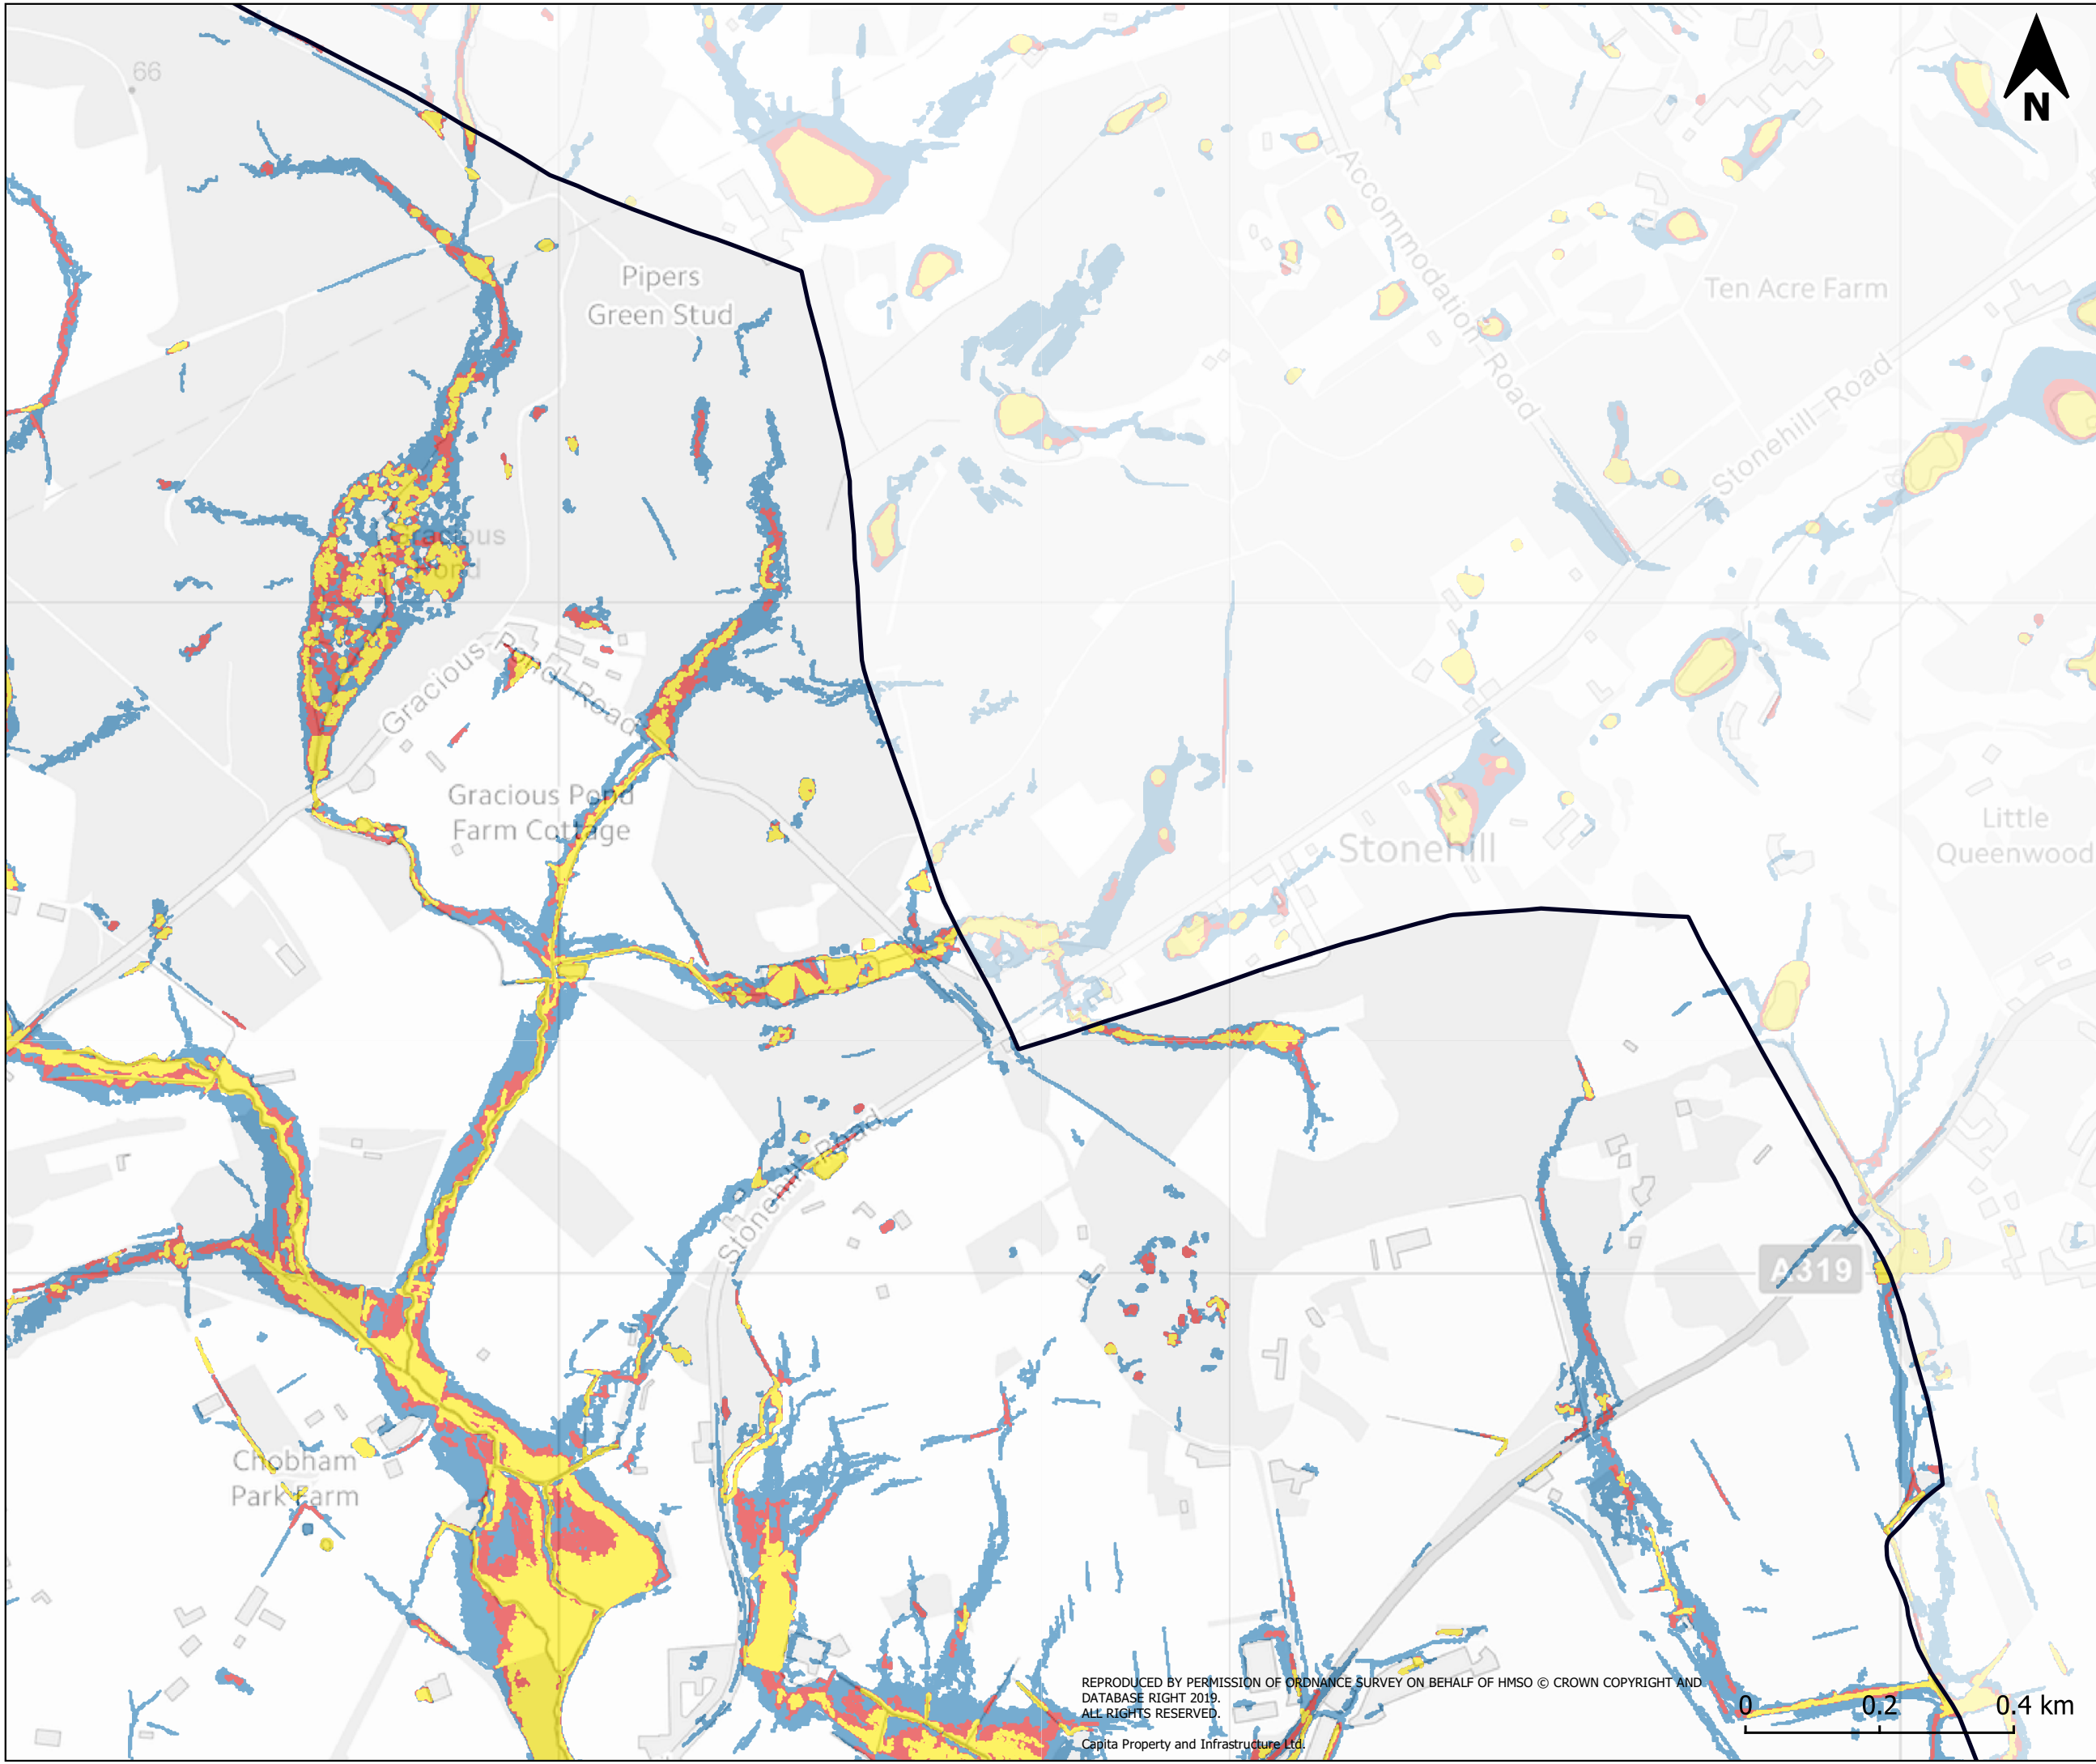 66
N
Accommodation Road
Pipers
Green Stud
Ten Acre Farm
Stonehill Road
Gracious
Pond
Gracious Pond Road
Gracious Pond
Farm Cottage
Stonehill
Little
Queenwood
Stonehill Road
A319
Chobham
Park Farm
REPRODUCED BY PERMISSION OF ORDNANCE SURVEY ON BEHALF OF HMSO © CROWN COPYRIGHT AND
DATABASE RIGHT 2019.
ALL RIGHTS RESERVED.
Capita Property and Infrastructure Ltd.
0 0.2 0.4 km